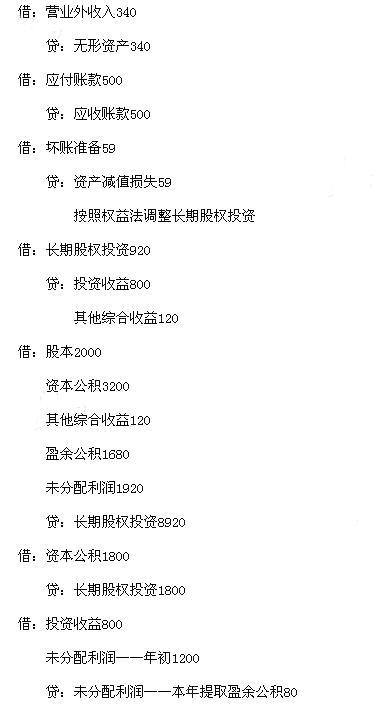 借：营业外收入340
贷：无形资产340
借：应付账款500
贷：应收账款500
借：坏账准备59
贷：资产减值损失59
按照权益法调整长期股权投资
借：长期股权投资920
贷：投资收益800
其他综合收益120
借：股本2000
资本公积3200
其他综合收益120
盈余公积1680
未分配利润1920
贷：长期股权投资8920
借：资本公积1800
贷：长期股权投资1800
借：投资收益800
未分配利润一一年初1200
贷：未分配利润一一本年提取盈余公积80